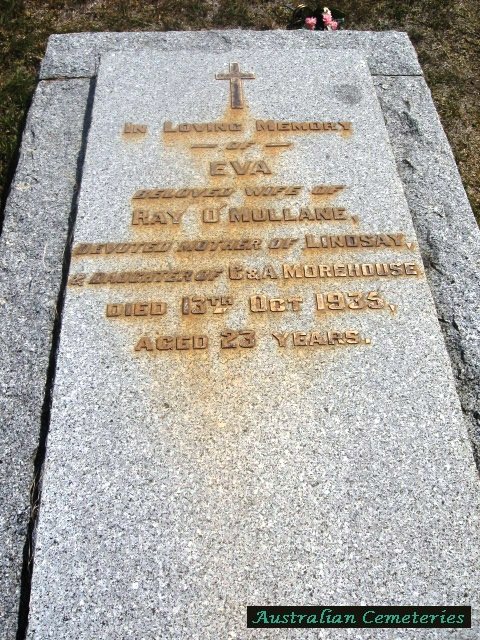 In Loving Memory
— OF —
EVA
BELOVED WIFE OF
RAY O'MULLANE,
DEVOTED MOTHER OF LINDSAY,
& DAUGHTER OF C & A MOREHOUSE
DIED 13TH OCT 1935,
AGED 23 YEARS.
Australian Cemeteries